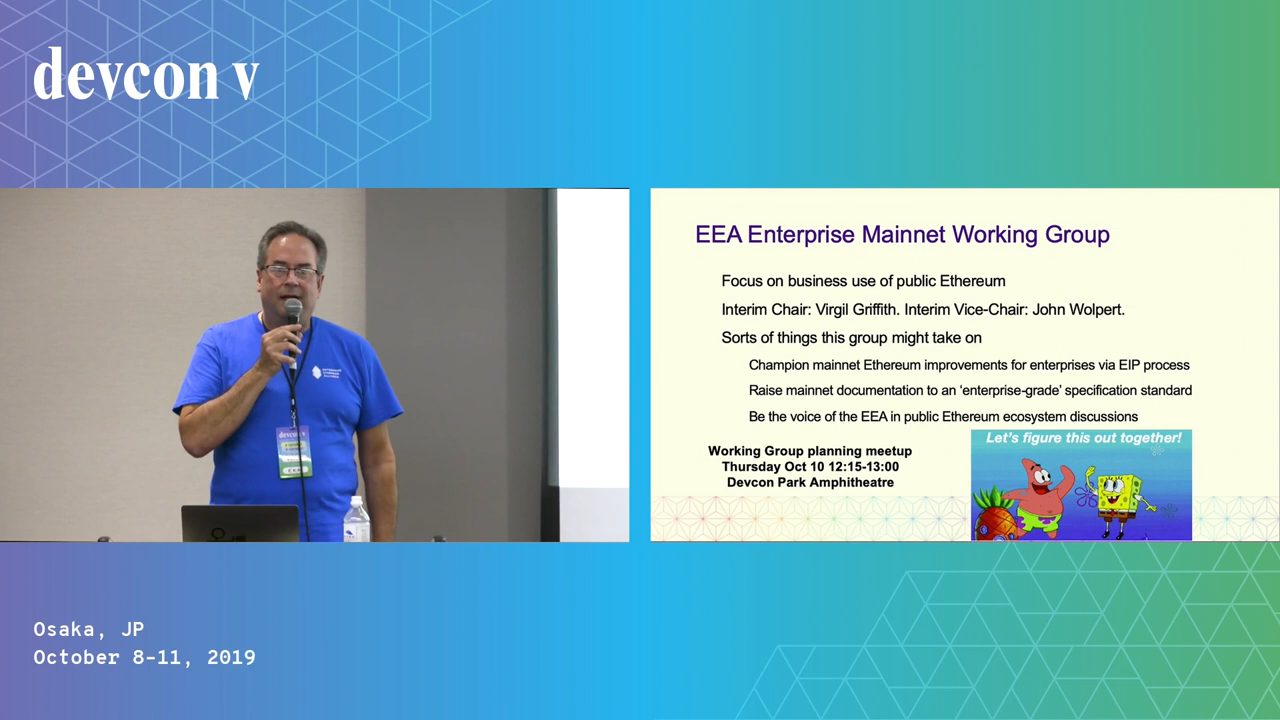 devcon v
EEA Enterprise Mainnet Working Group
Focus on business use of public Ethereum
Interim Chair: Virgil Griffith. Interim Vice-Chair: John Wolpert.
Sorts of things this group might take on
Champion mainnet Ethereum improvements for enterprises via EIP process
Raise mainnet documentation to an ‘enterprise-grade’ specification standard
Be the voice of the EEA in public Ethereum ecosystem discussions
Working Group planning meetup
Thursday Oct 10 12:15-13:00
Devcon Park Amphitheatre
Let's figure this out together!
devcon v
Osaka, JP
October 8-11, 2019